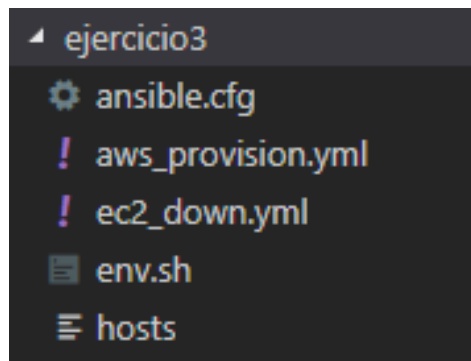 ejercicio3
ansible.cfg
aws_provision.yml
ec2_down.yml
env.sh
hosts